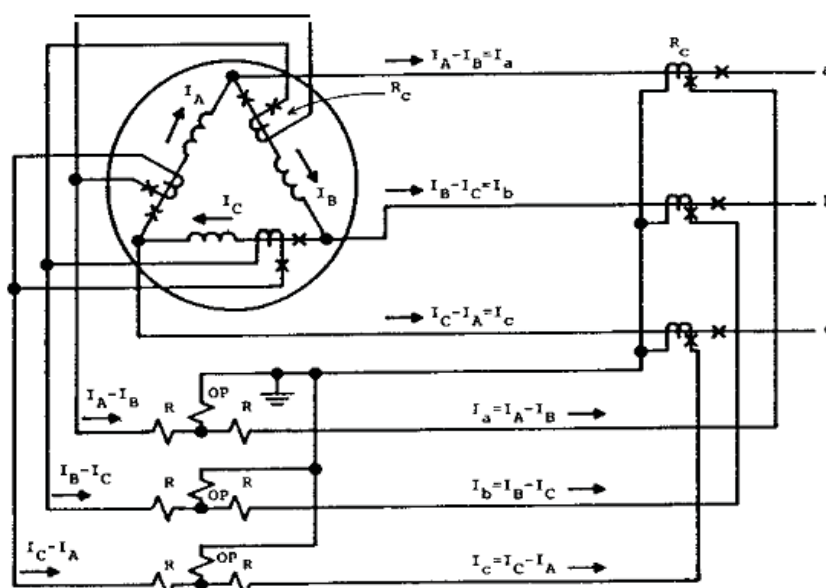 I_A-I_B=I_a
R_C
a
I_A
R_C
I_B
I_B-I_C=I_b
I_C
I_C-I_A=I_c
I_A-I_B
R
OP
R
I_a=I_A-I_B
I_B-I_C
R
OP
R
I_b=I_B-I_C
I_C-I_A
R
OP
R
I_c=I_C-I_A